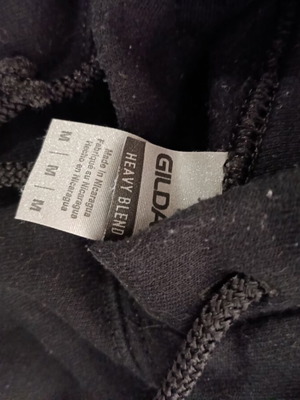 GILDA
HEAVY BLEND
Made in Nicaragua
Fabriqué au Nicaragua
Hecho en Nicaragua
M | M | M